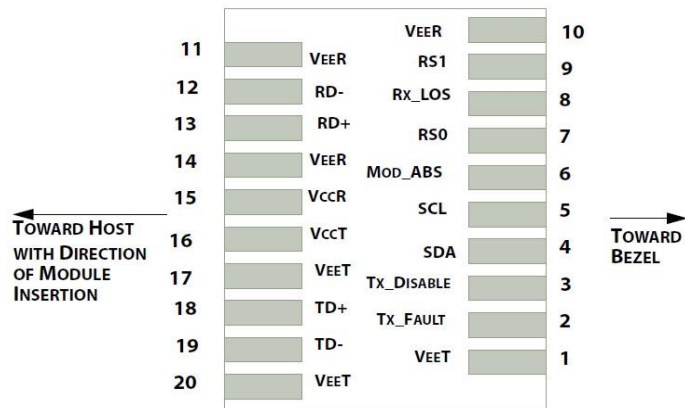 11 VEER
12 RD-
13 RD+
14 VEER
15 VCCR
16 VCCT
17 VEET
18 TD+
19 TD-
20 VEET
VEER 10
RS1 9
RX_LOS 8
RS0 7
MOD_ABS 6
SCL 5
SDA 4
TX_DISABLE 3
TX_FAULT 2
VEET 1
TOWARD HOST
WITH DIRECTION
OF MODULE
INSERTION
TOWARD
BEZEL